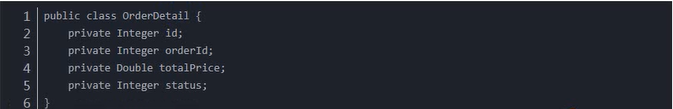 1 public class OrderDetail {
2     private Integer id;
3     private Integer orderId;
4     private Double totalPrice;
5     private Integer status;
6 }